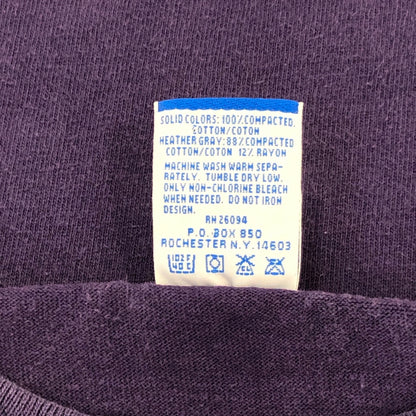 SOLID COLORS: 100% COMPACTED.
COTTON/COTON
HEATHER GRAY: 88% COMPACTED
COTTON/COTON 12% RAYON
MACHINE WASH WARM SEPA-
RATELY. TUMBLE DRY LOW.
ONLY NON-CHLORINE BLEACH
WHEN NEEDED. DO NOT IRON
DESIGN.
RN 26094
P.O. BOX 850
ROCHESTER N.Y. 14603